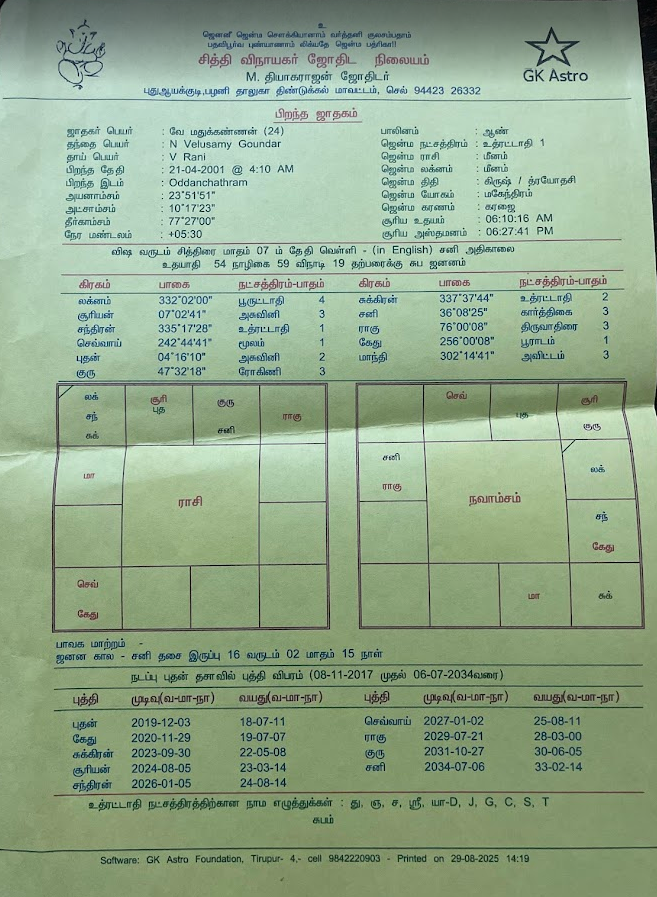 உ
ஜெனனீ ஜென்ம சௌக்கியானாம் வர்த்தனி குலசம்பதாம்
பதவிபூர்வ புண்யாணாம் லிக்யதே ஜென்ம பத்ரிகா!!
சித்தி விநாயகர் ஜோதிட நிலையம்
M. தியாகராஜன் ஜோதிடர்
புதுஆயக்குடி,பழனி தாலுகா திண்டுக்கல் மாவட்டம், செல் 94423 26332
GK Astro
பிறந்த ஜாதகம்
ஜாதகர் பெயர் : வே மதுக்கண்ணன் (24)
தந்தை பெயர் : N Velusamy Goundar
தாய் பெயர் : V Rani
பிறந்த தேதி : 21-04-2001 @ 4:10 AM
பிறந்த இடம் : Oddanchathram
அயனாம்சம் : 23°51'51"
அட்சாம்சம் : 10°17'23"
தீர்காம்சம் : 77°27'00"
நேர மண்டலம் : +05:30
பாலினம் : ஆண்
ஜென்ம நட்சத்திரம் : உத்ரட்டாதி 1
ஜென்ம ராசி : மீனம்
ஜென்ம லக்னம் : மீனம்
ஜென்ம திதி : கிருஷ் / த்ரயோதசி
ஜென்ம யோகம் : மகேந்திரம்
ஜென்ம கரணம் : கரஜை
சூரிய உதயம் : 06:10:16 AM
சூரிய அஸ்தமனம் : 06:27:41 PM
விஷ வருடம் சித்திரை மாதம் 07 ம் தேதி வெள்ளி - (in English) சனி அதிகாலை
உதயாதி 54 நாழிகை 59 விநாடி 19 தற்பரைக்கு சுப ஜனனம்
கிரகம் பாகை நட்சத்திரம்-பாதம் கிரகம் பாகை நட்சத்திரம்-பாதம்
லக்னம் 332°02'00" பூருட்டாதி 4 சுக்கிரன் 337°37'44" உத்ரட்டாதி 2
சூரியன் 07°02'41" அசுவினி 3 சனி 36°08'25" கார்த்திகை 3
சந்திரன் 335°17'28" உத்ரட்டாதி 1 ராகு 76°00'08" திருவாதிரை 3
செவ்வாய் 242°44'41" மூலம் 1 கேது 256°00'08" பூராடம் 1
புதன் 04°16'10" அசுவினி 2 மாந்தி 302°14'41" அவிட்டம் 3
குரு 47°32'18" ரோகிணி 3
லக்
சந்
சுக்
சூரி
புத
குரு
சனி
ராகு
மா
ராசி
செவ்
கேது
செவ்
புத
சூரி
குரு
சனி
ராகு
நவாம்சம்
லக்
சந்
கேது
மா
சுக்
பாவக மாற்றம் -
ஜனன கால - சனி தசை இருப்பு 16 வருடம் 02 மாதம் 15 நாள்
நடப்பு புதன் தசாவில் புத்தி விபரம் (08-11-2017 முதல் 06-07-2034வரை)
புத்தி முடிவு(வ-மா-நா) வயது(வ-மா-நா) புத்தி முடிவு(வ-மா-நா) வயது(வ-மா-நா)
புதன் 2019-12-03 18-07-11 செவ்வாய் 2027-01-02 25-08-11
கேது 2020-11-29 19-07-07 ராகு 2029-07-21 28-03-00
சுக்கிரன் 2023-09-30 22-05-08 குரு 2031-10-27 30-06-05
சூரியன் 2024-08-05 23-03-14 சனி 2034-07-06 33-02-14
சந்திரன் 2026-01-05 24-08-14
உத்ரட்டாதி நட்சத்திரத்திற்கான நாம எழுத்துக்கள் : து, ஞ, ச, ஸ்ரீ, யா-D, J, G, C, S, T
சுபம்
Software: GK Astro Foundation, Tirupur- 4,- cell 9842220903 - Printed on 29-08-2025 14:19